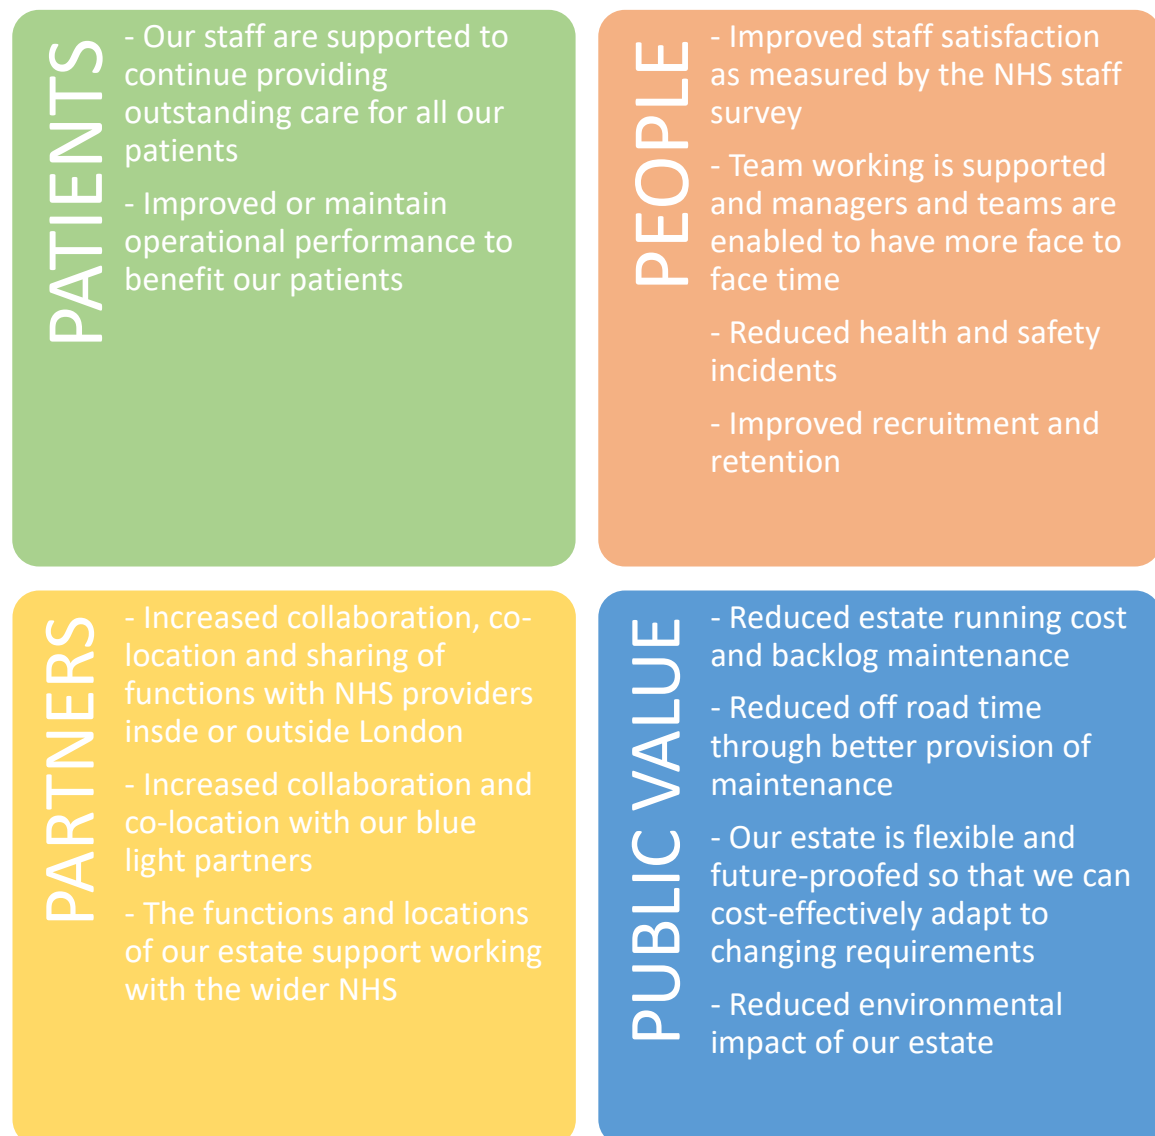 PATIENTS
- Our staff are supported to
continue providing
outstanding care for all our
patients
- Improved or maintain
operational performance to
benefit our patients
PEOPLE
- Improved staff satisfaction
as measured by the NHS staff
survey
- Team working is supported
and managers and teams are
enabled to have more face to
face time
- Reduced health and safety
incidents
- Improved recruitment and
retention
PARTNERS
- Increased collaboration, co-
location and sharing of
functions with NHS providers
insde or outside London
- Increased collaboration and
co-location with our blue
light partners
- The functions and locations
of our estate support working
with the wider NHS
PUBLIC VALUE
- Reduced estate running cost
and backlog maintenance
- Reduced off road time
through better provision of
maintenance
- Our estate is flexible and
future-proofed so that we can
cost-effectively adapt to
changing requirements
- Reduced environmental
impact of our estate